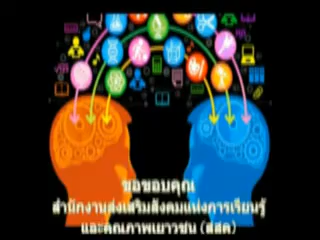 ขอขอบคุณ
สำนักงานส่งเสริมสังคมแห่งการเรียนรู้
และคุณภาพเยาวชน (สสค)